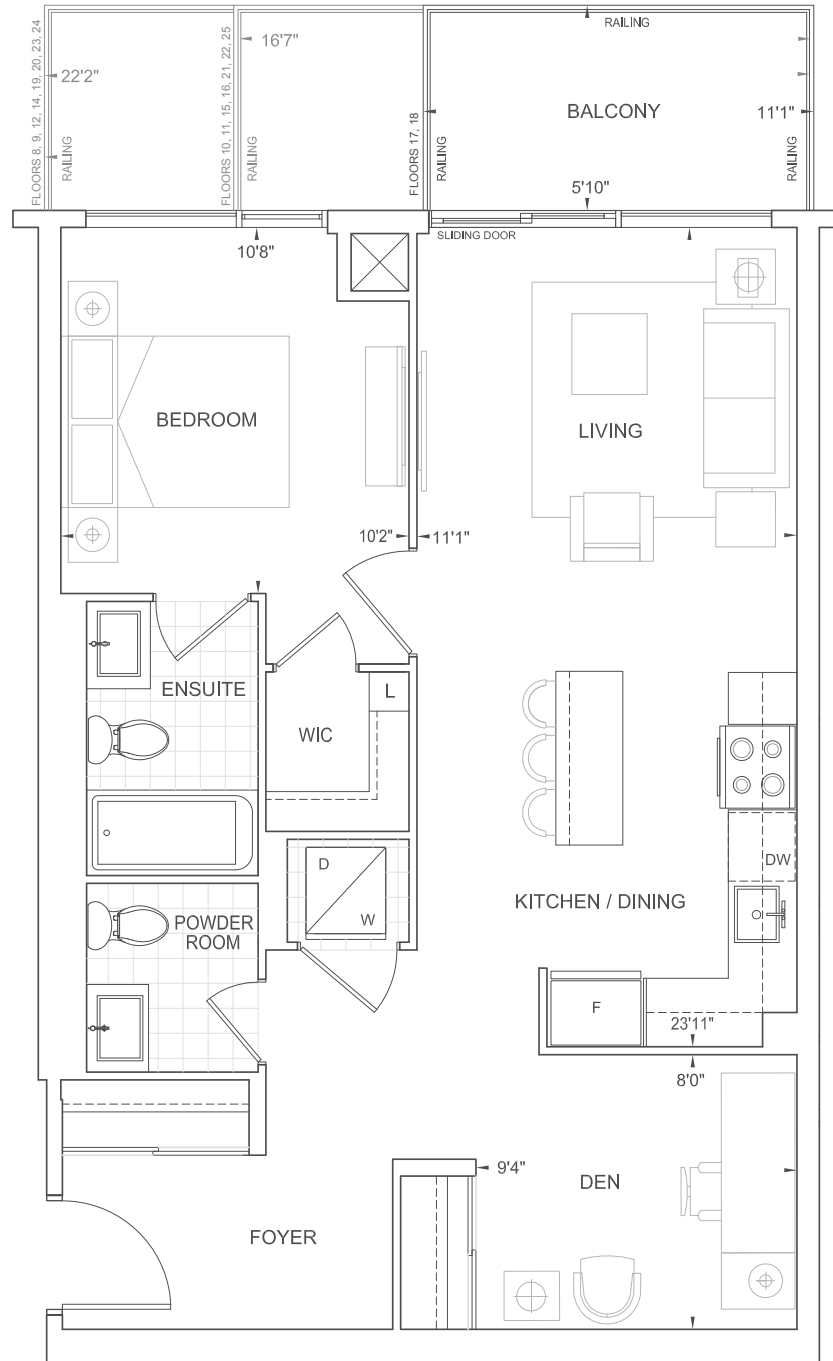 FLOORS 8, 9, 12, 14, 19, 20, 23, 24
22'2"
RAILING
FLOORS 10, 11, 15, 16, 21, 22, 25
16'7"
RAILING
FLOORS 17, 18
RAILING
RAILING
BALCONY
11'1"
RAILING
5'10"
SLIDING DOOR
10'8"
BEDROOM
LIVING
10'2"
11'1"
ENSUITE
L
WIC
D
W
DW
KITCHEN / DINING
POWDER
ROOM
F
23'11"
8'0"
9'4"
DEN
FOYER